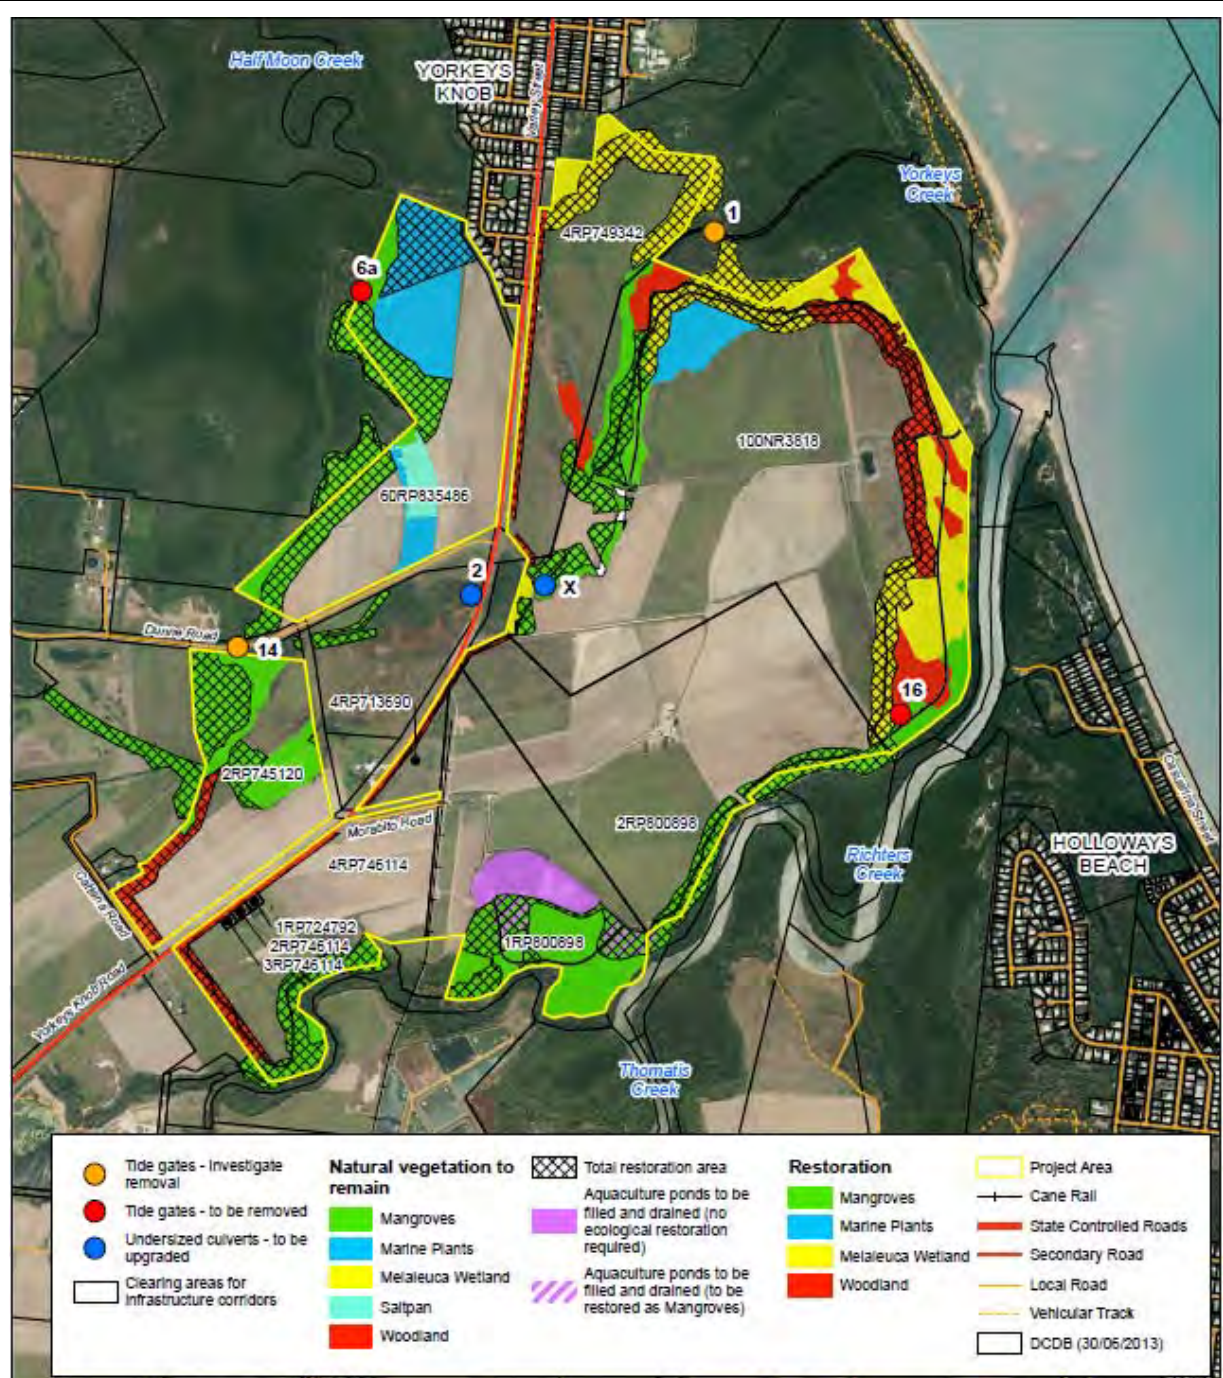 Half Moon Creek
YORKEYS
KNOB
Varley Street
Yorkeys
Creek
1
4RP749342
6a
100NR3818
60RP835486
2
X
Dunne Road
14
4RP713690
16
2RP745120
Morabito Road
2RP800898
4RP746114
Cattana Road
Casuarina Street
HOLLOWAYS
BEACH
Richters
Creek
1RP724792
2RP746114
3RP746114
1RP800898
Yorkeys Knob Road
Thomatis
Creek
Tide gates - Investigate
removal
Tide gates - to be removed
Undersized culverts - to be
upgraded
Clearing areas for
Infrastructure corridors
Natural vegetation to
remain
Mangroves
Marine Plants
Melaleuca Wetland
Saltpan
Woodland
Total restoration area
Aquaculture ponds to be
filled and drained (no
ecological restoration
required)
Aquaculture ponds to be
filled and drained (to be
restored as Mangroves)
Restoration
Mangroves
Marine Plants
Melaleuca Wetland
Woodland
Project Area
Cane Rail
State Controlled Roads
Secondary Road
Local Road
Vehicular Track
DCDB (30/06/2013)